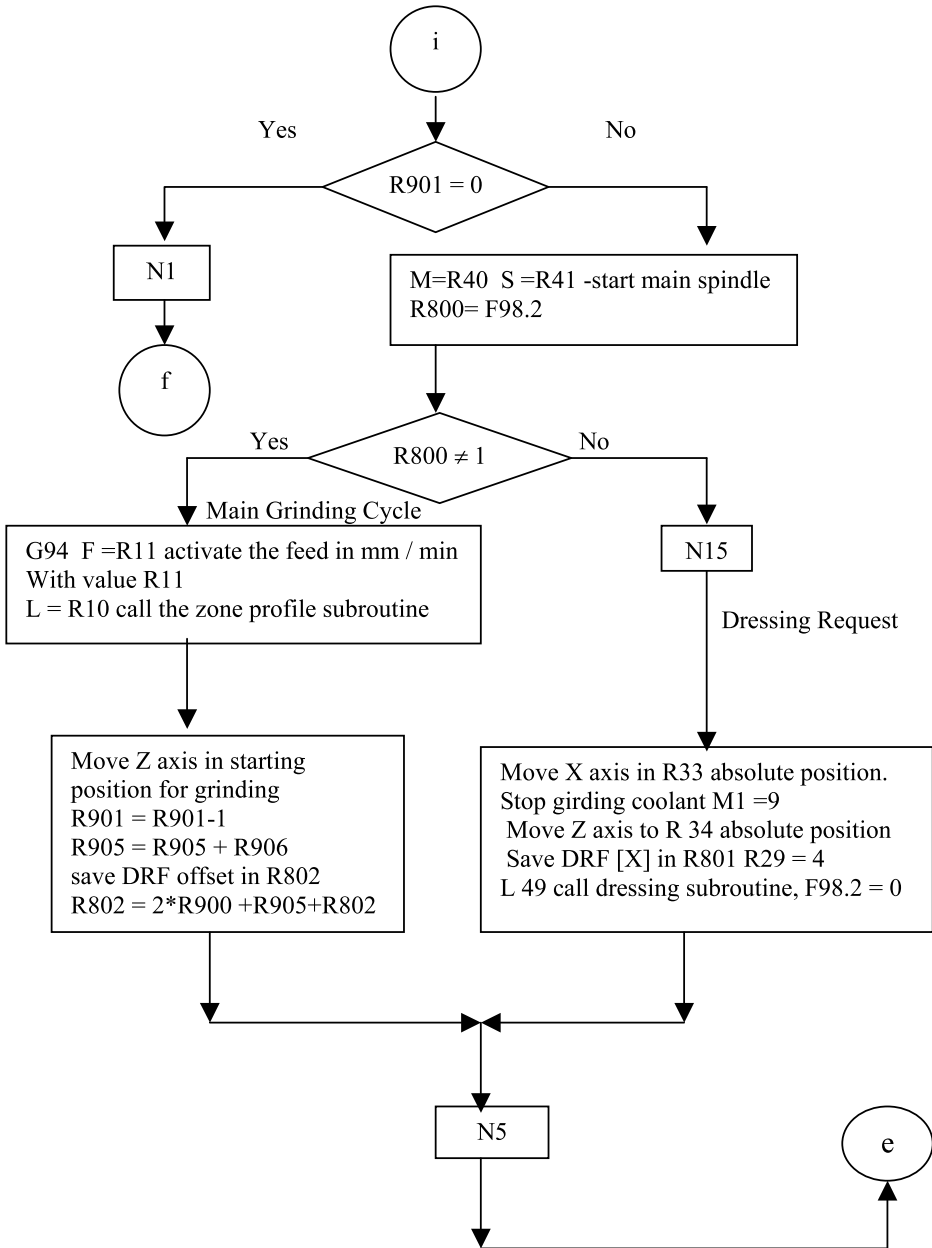 i
Yes
No
R901 = 0
N1
M=R40 S =R41 -start main spindle
R800= F98.2
f
Yes
No
R800 ≠ 1
Main Grinding Cycle
G94 F =R11 activate the feed in mm / min
With value R11
L = R10 call the zone profile subroutine
N15
Dressing Request
Move Z axis in starting
position for grinding
R901 = R901-1
R905 = R905 + R906
save DRF offset in R802
R802 = 2*R900 +R905+R802
Move X axis in R33 absolute position.
Stop girding coolant M1 =9
Move Z axis to R 34 absolute position
Save DRF [X] in R801 R29 = 4
L 49 call dressing subroutine, F98.2 = 0
N5
e